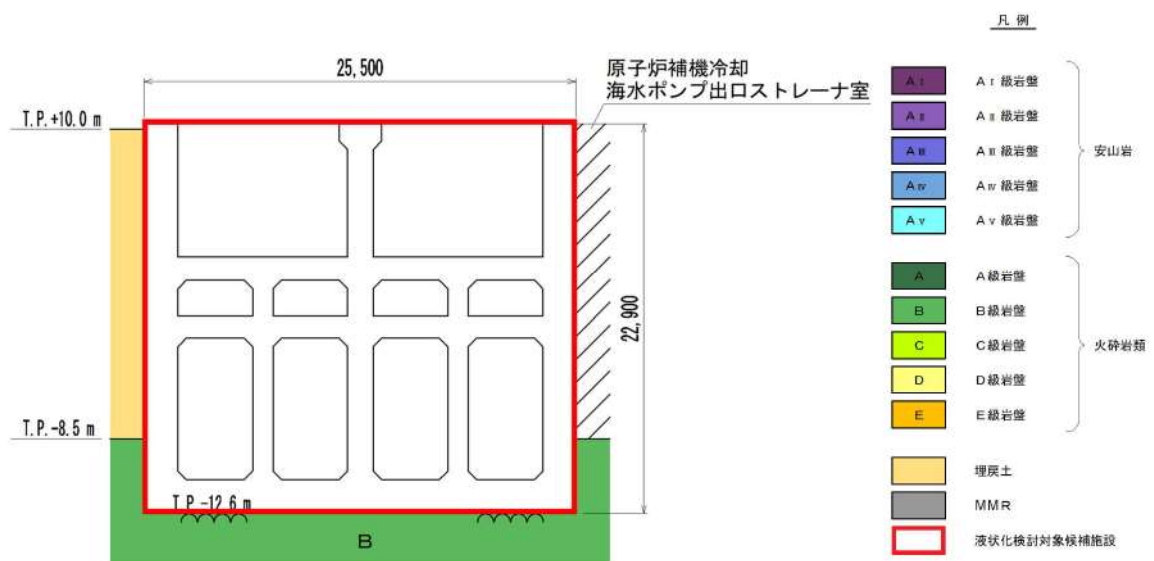 凡 例
25,500
原子炉補機冷却
海水ポンプ出口ストレーナ室
T.P.+10.0 m
22,900
T.P.-8.5 m
T.P.-12.6 m
B
AⅠ AⅠ級岩盤
AⅡ AⅡ級岩盤
AⅢ AⅢ級岩盤
AⅣ AⅣ級岩盤
AⅤ AⅤ級岩盤
安山岩
A A級岩盤
B B級岩盤
C C級岩盤
D D級岩盤
E E級岩盤
火砕岩類
埋戻土
MMR
液状化検討対象候補施設